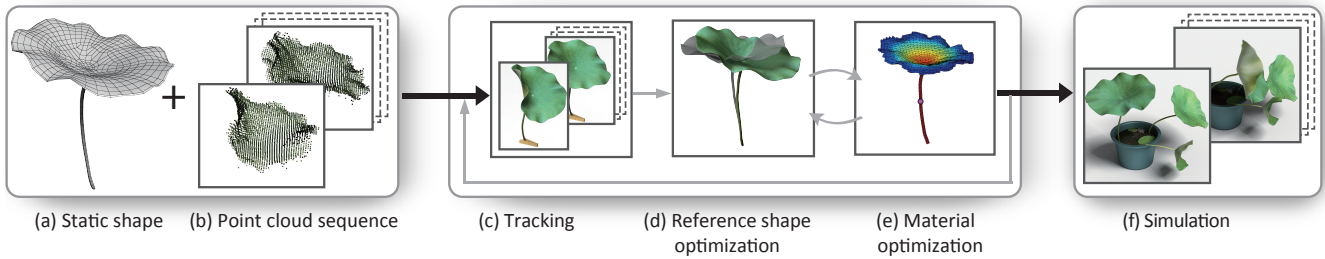 (a) Static shape
(b) Point cloud sequence
(c) Tracking
(d) Reference shape
optimization
(e) Material
optimization
(f) Simulation